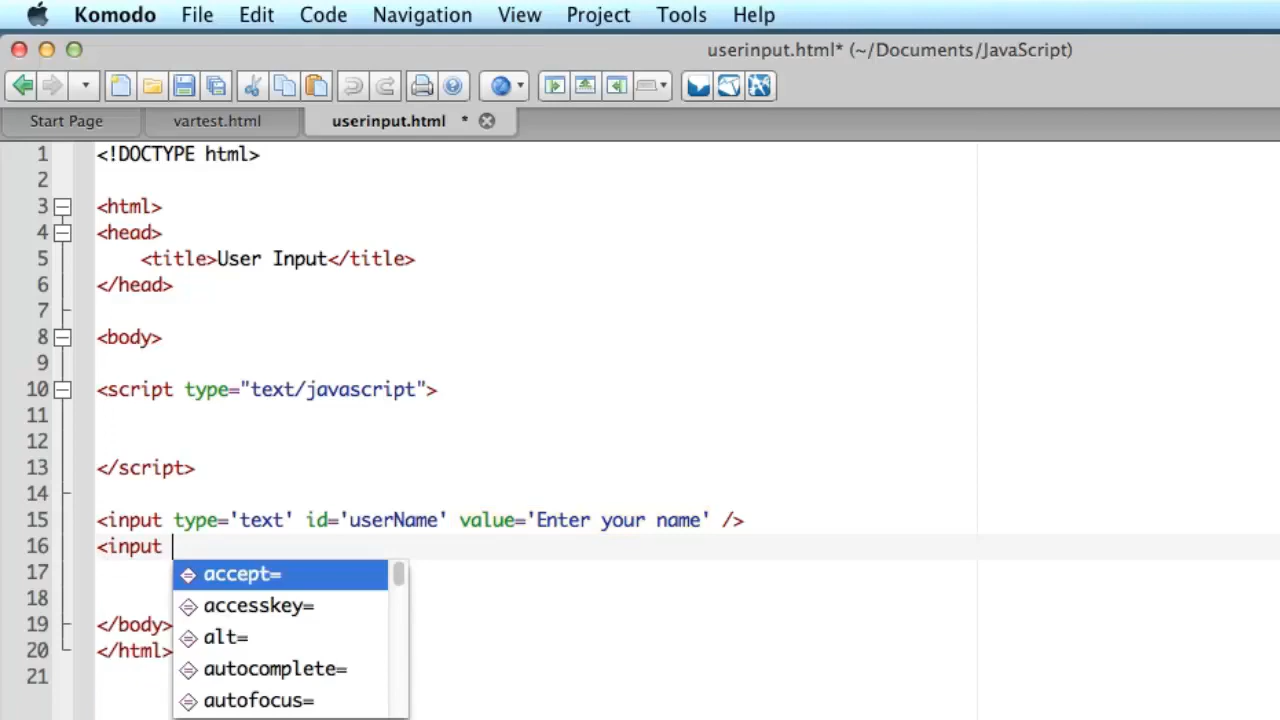 Komodo File Edit Code Navigation View Project Tools Help
userinput.html* (~/Documents/JavaScript)
Start Page vartest.html userinput.html *
1 <!DOCTYPE html>
2
3 <html>
4 <head>
5 <title>User Input</title>
6 </head>
7
8 <body>
9
10 <script type="text/javascript">
11
12
13 </script>
14
15 <input type='text' id='userName' value='Enter your name' />
16 <input
accept=
17
accesskey=
18
19 </body>
alt=
20 </html>
autocomplete=
21
autofocus=